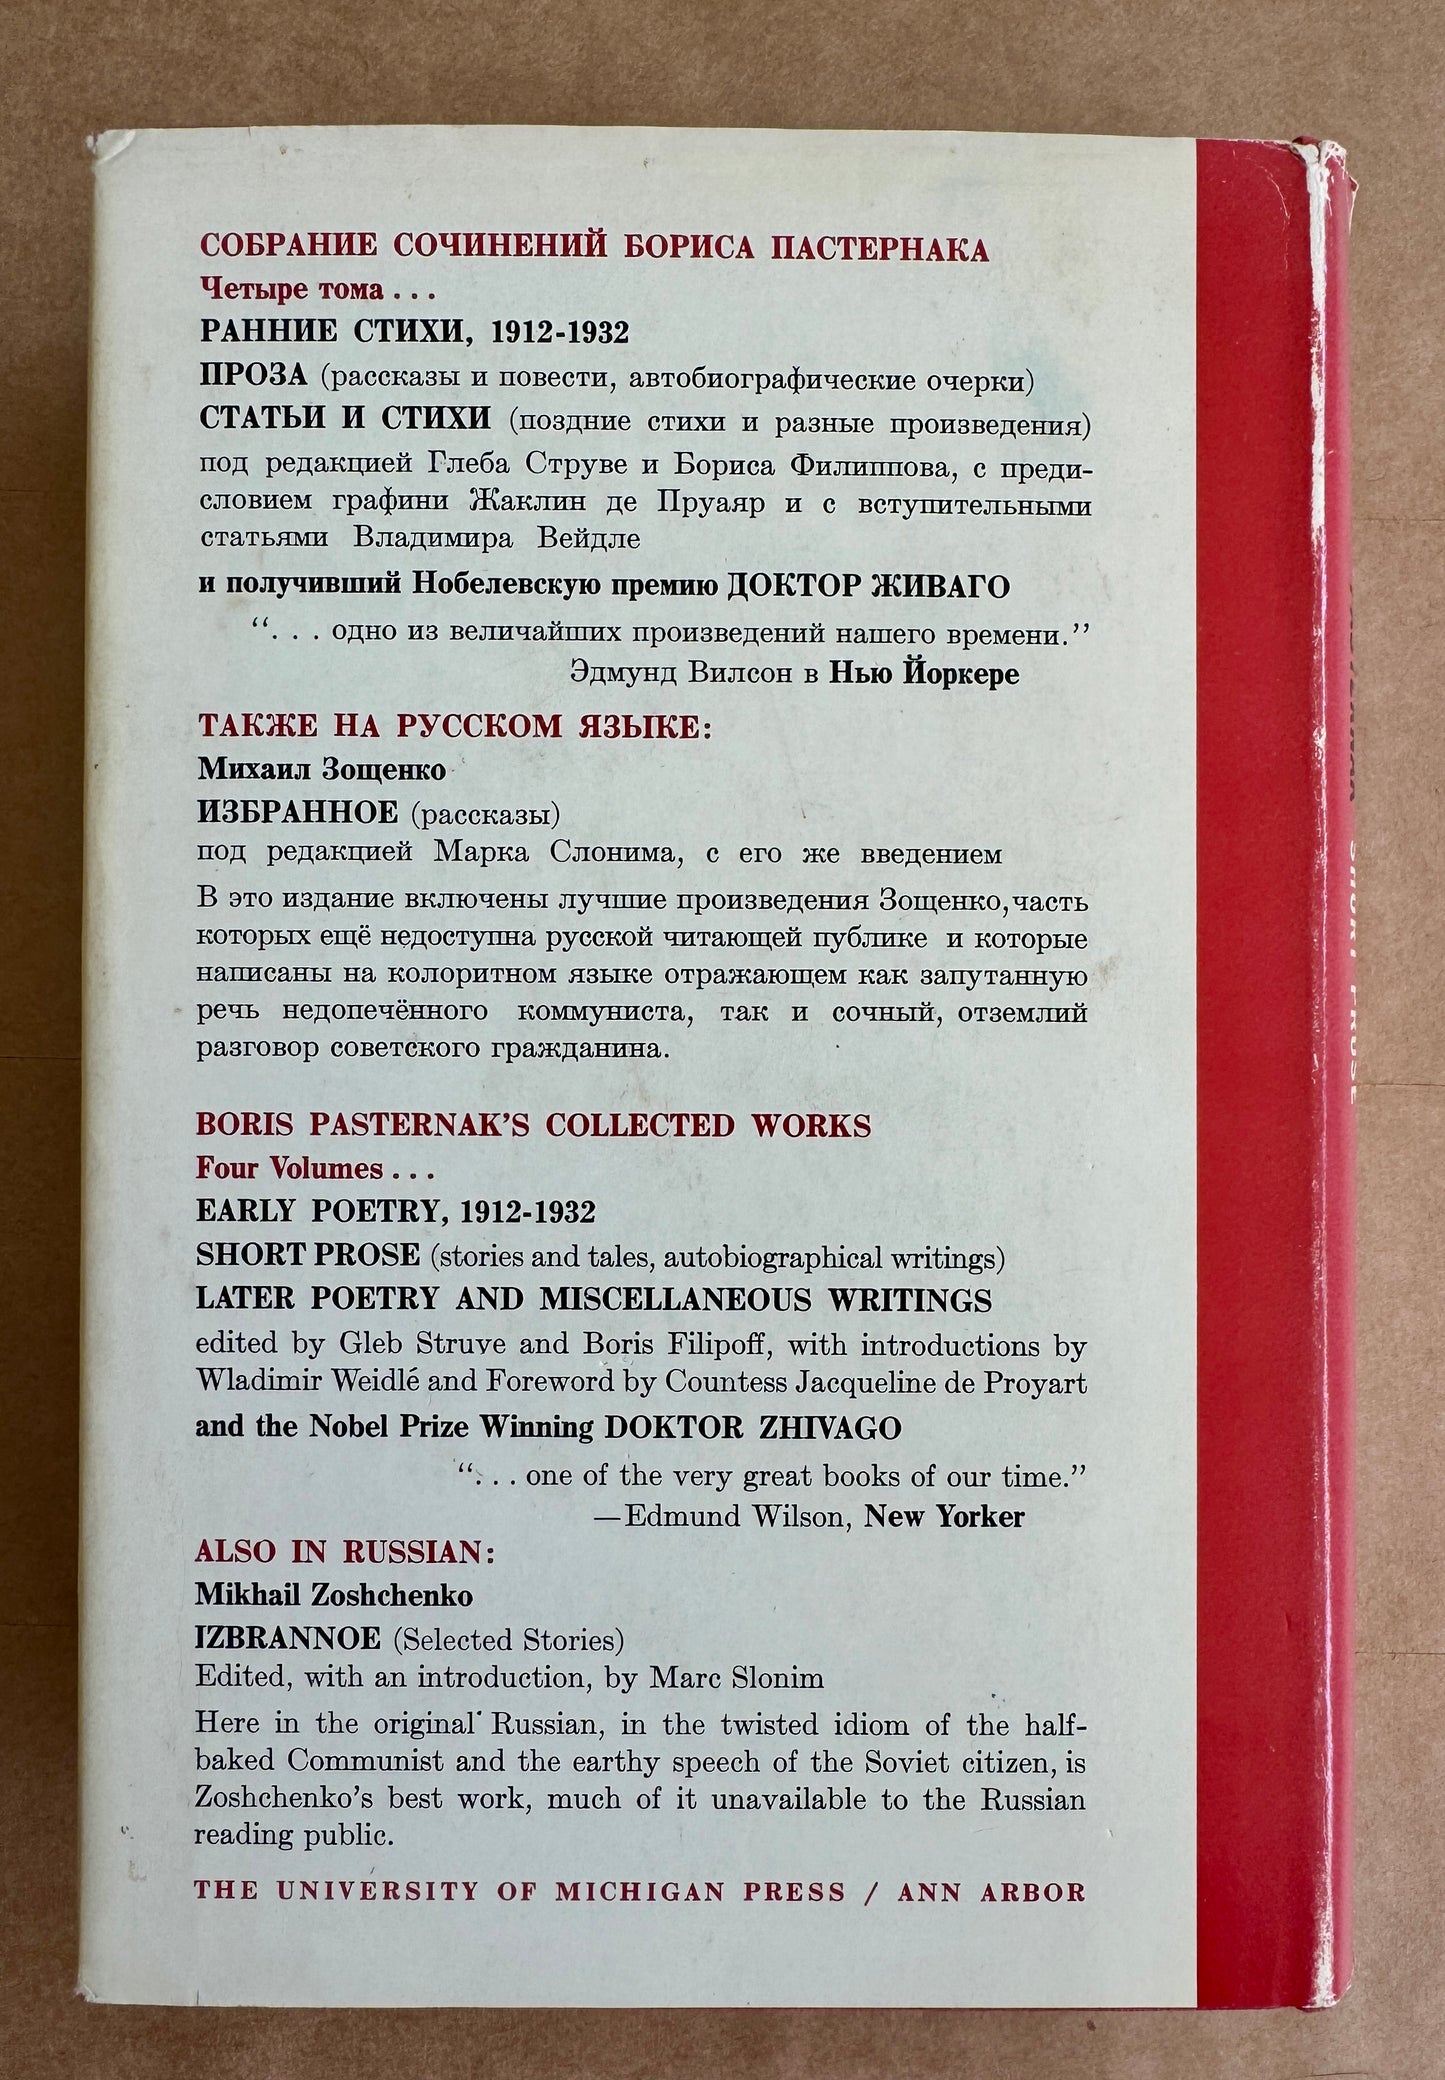 СОБРАНИЕ СОЧИНЕНИЙ БОРИСА ПАСТЕРНАКА
Четыре тома . . .
РАННИЕ СТИХИ, 1912-1932
ПРОЗА (рассказы и повести, автобиографические очерки)
СТАТЬИ И СТИХИ (поздние стихи и разные произведения)
под редакцией Глеба Струве и Бориса Филиппова, с преди-
словием графини Жаклин де Пруаяр и с вступительными
статьями Владимира Вейдле
и получивший Нобелевскую премию ДОКТОР ЖИВАГО
“. . . одно из величайших произведений нашего времени.”
Эдмунд Вилсон в Нью Йоркере
ТАКЖЕ НА РУССКОМ ЯЗЫКЕ:
Михаил Зощенко
ИЗБРАННОЕ (рассказы)
под редакцией Марка Слонима, с его же введением
В это издание включены лучшие произведения Зощенко,часть
которых ещё недоступна русской читающей публике и которые
написаны на колоритном языке отражающем как запутанную
речь недопечённого коммуниста, так и сочный, отземлий
разговор советского гражданина.
BORIS PASTERNAK’S COLLECTED WORKS
Four Volumes . . .
EARLY POETRY, 1912-1932
SHORT PROSE (stories and tales, autobiographical writings)
LATER POETRY AND MISCELLANEOUS WRITINGS
edited by Gleb Struve and Boris Filipoff, with introductions by
Wladimir Weidlé and Foreword by Countess Jacqueline de Proyart
and the Nobel Prize Winning DOKTOR ZHIVAGO
“. . . one of the very great books of our time.”
—Edmund Wilson, New Yorker
ALSO IN RUSSIAN:
Mikhail Zoshchenko
IZBRANNOE (Selected Stories)
Edited, with an introduction, by Marc Slonim
Here in the original Russian, in the twisted idiom of the half-
baked Communist and the earthy speech of the Soviet citizen, is
Zoshchenko’s best work, much of it unavailable to the Russian
reading public.
THE UNIVERSITY OF MICHIGAN PRESS / ANN ARBOR
SHORT PROSE